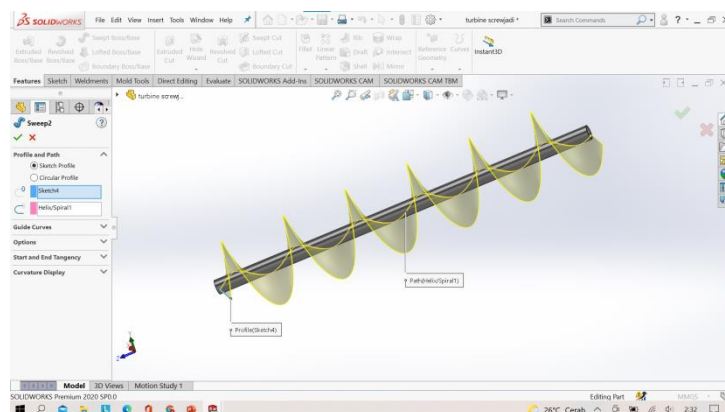 SOLIDWORKS File Edit View Insert Tools Window Help turbine screwjadi * Search Commands
Extruded Boss/Base Revolved Boss/Base Swept Boss/Base Lofted Boss/Base Boundary Boss/Base Extruded Cut Hole Wizard Revolved Cut Swept Cut Lofted Cut Boundary Cut Fillet Linear Pattern Rib Draft Shell Wrap Intersect Mirror Reference Geometry Curves Instant3D
Features Sketch Weldments Mold Tools Direct Editing Evaluate SOLIDWORKS Add-Ins SOLIDWORKS CAM SOLIDWORKS CAM TBM
turbine screwj...
Sweep2
Profile and Path
Sketch Profile
Circular Profile
Sketch4
Helix/Spiral1
Guide Curves
Options
Start and End Tangency
Curvature Display
Path(Helix/Spiral1)
Profile(Sketch4)
Model 3D Views Motion Study 1
SOLIDWORKS Premium 2020 SP0.0 Editing Part MMGS
26°C Cerah 2:32